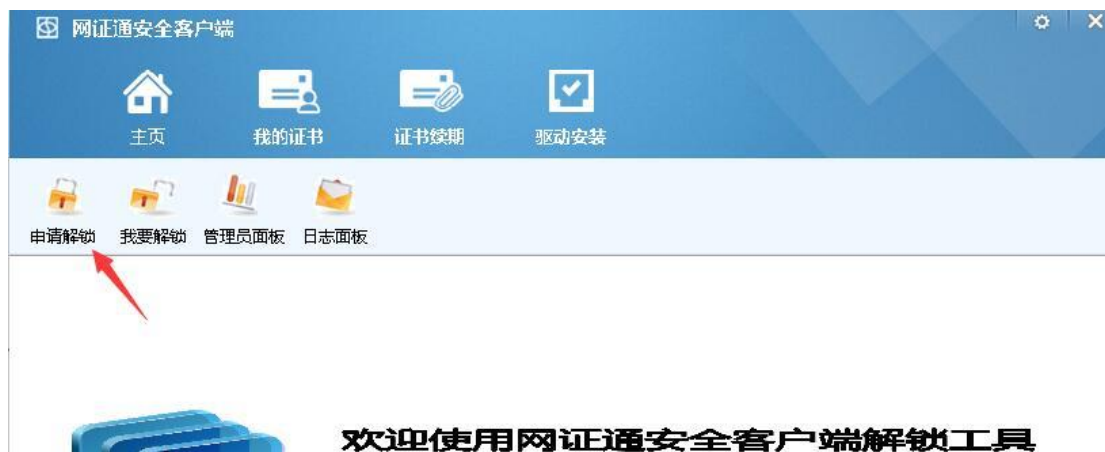 网证通安全客户端
主页 我的证书 证书续期 驱动安装
申请解锁 我要解锁 管理员面板 日志面板
欢迎使用网证通安全客户端解锁工具